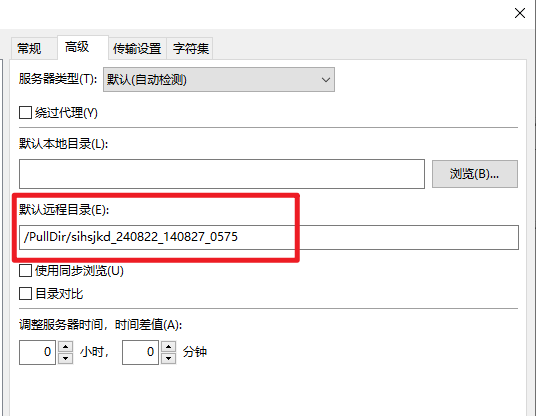 常规 高级 传输设置 字符集
服务器类型(T): 默认(自动检测)
绕过代理(Y)
默认本地目录(L):
浏览(B)...
默认远程目录(E):
/PullDir/sihsjkd_240822_140827_0575
使用同步浏览(U)
目录对比
调整服务器时间，时间差值(A):
0 小时， 0 分钟